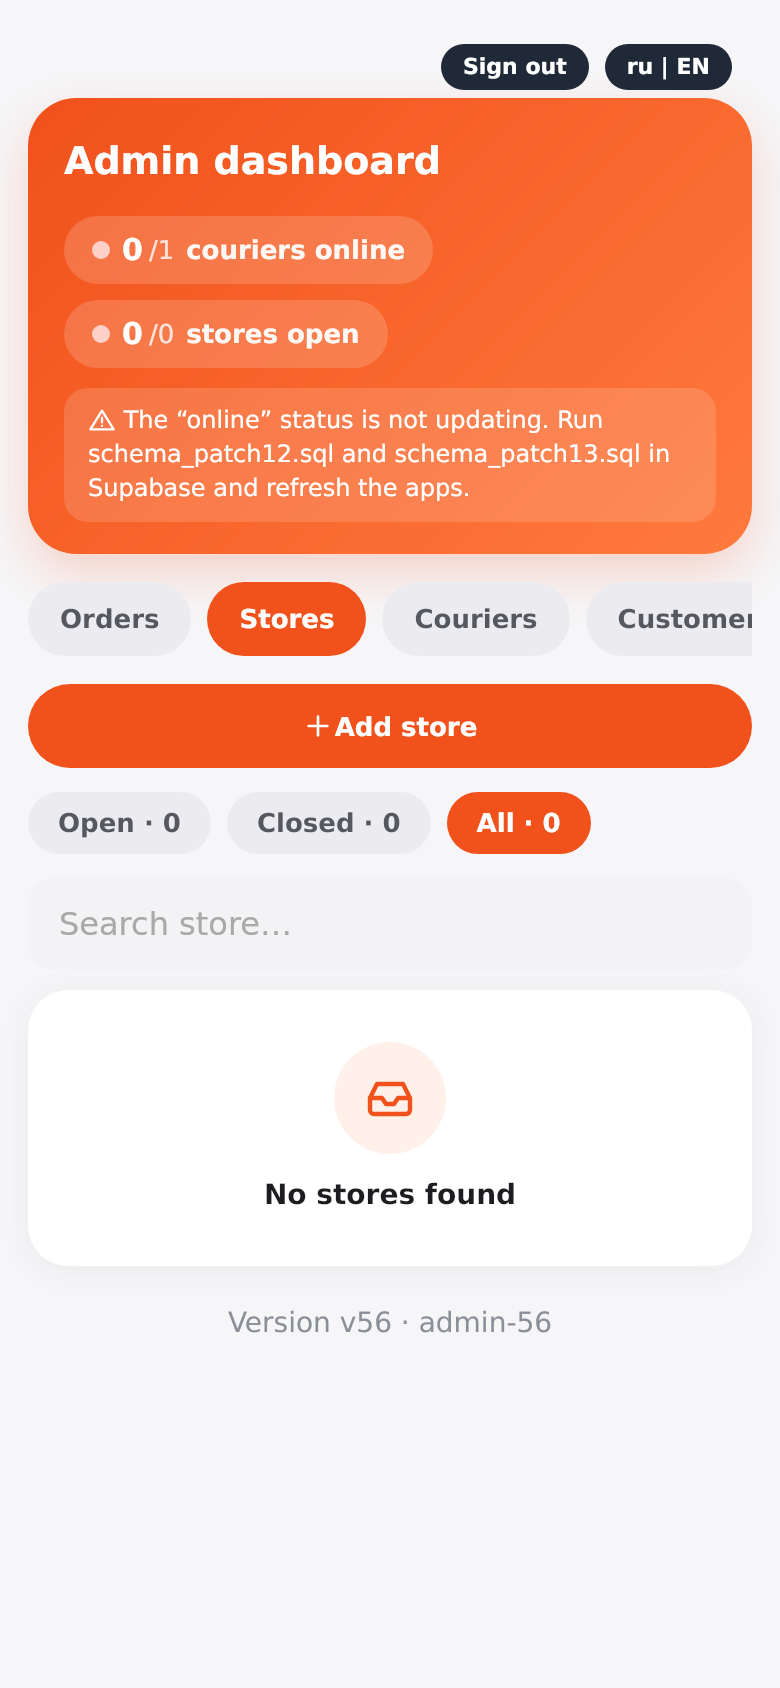 Sign out
ru | EN
Admin dashboard
0/1 couriers online
0/0 stores open
⚠ The “online” status is not updating. Run
schema_patch12.sql and schema_patch13.sql in
Supabase and refresh the apps.
Orders
Stores
Couriers
Customer
+ Add store
Open · 0
Closed · 0
All · 0
Search store...
No stores found
Version v56 · admin-56